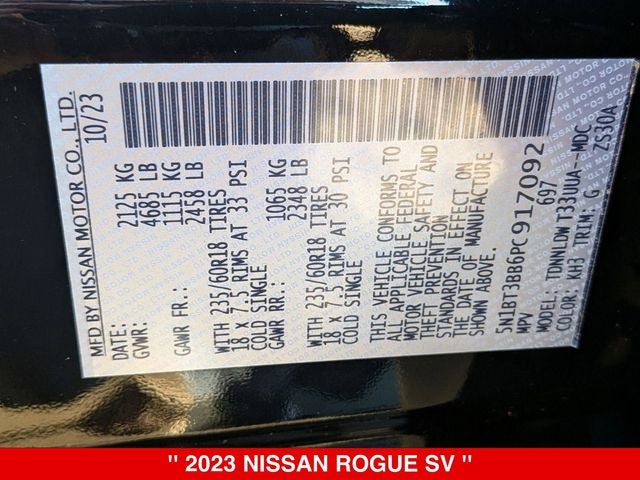 MFD BY NISSAN MOTOR CO., LTD.
DATE: 10/23
GVWR: 2125 KG
4685 LB
GAWR FR.: 1115 KG
2458 LB
WITH 235/60R18 TIRES
18 X 7.5 RIMS AT 33 PSI
COLD SINGLE
GAWR RR.: 1065 KG
2348 LB
WITH 235/60R18 TIRES
18 X 7.5 RIMS AT 30 PSI
COLD SINGLE
THIS VEHICLE CONFORMS TO
ALL APPLICABLE FEDERAL
MOTOR VEHICLE SAFETY AND
THEFT PREVENTION
STANDARDS IN EFFECT ON
THE DATE OF MANUFACTURE
SHOWN ABOVE.
5N1BT3BB6PC917092
MPV 697
MODEL: TDNNLDWT33UUA--MDC
COLOR: KH3 TRIM: G ZS30A
" 2023 NISSAN ROGUE SV "